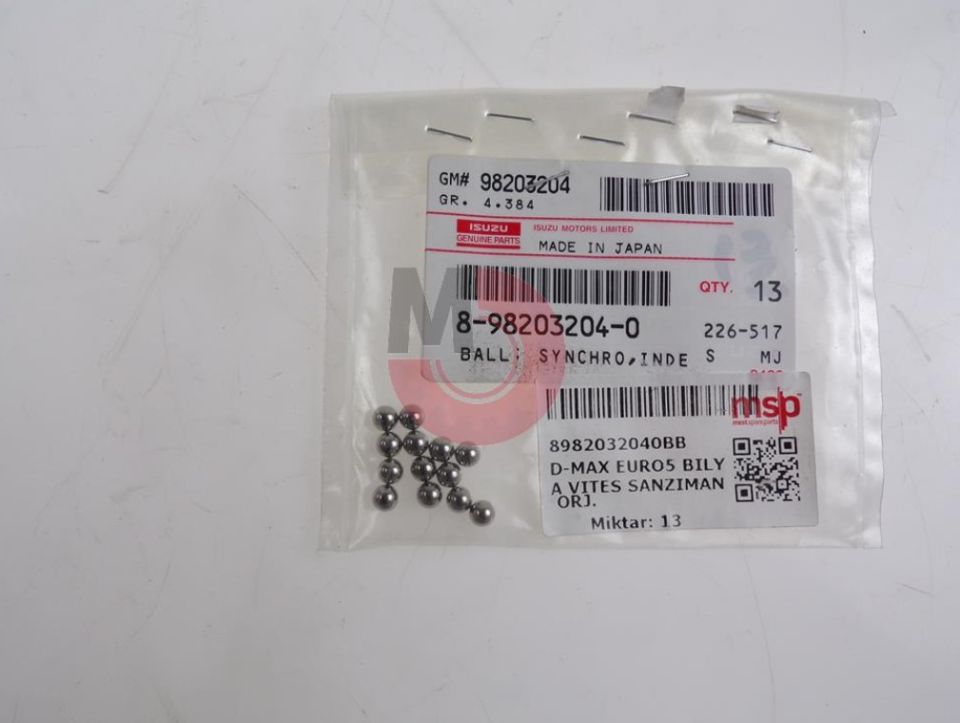 GM# 98203204
GR. 4.384
ISUZU
GENUINE PARTS
ISUZU MOTORS LIMITED
MADE IN JAPAN
QTY. 13
8-98203204-0
226-517
BALL; SYNCHRO,INDE S MJ
msp
8982032040BB
D-MAX EURO5 BILY
A VITES SANZIMAN
ORJ.
Miktar: 13